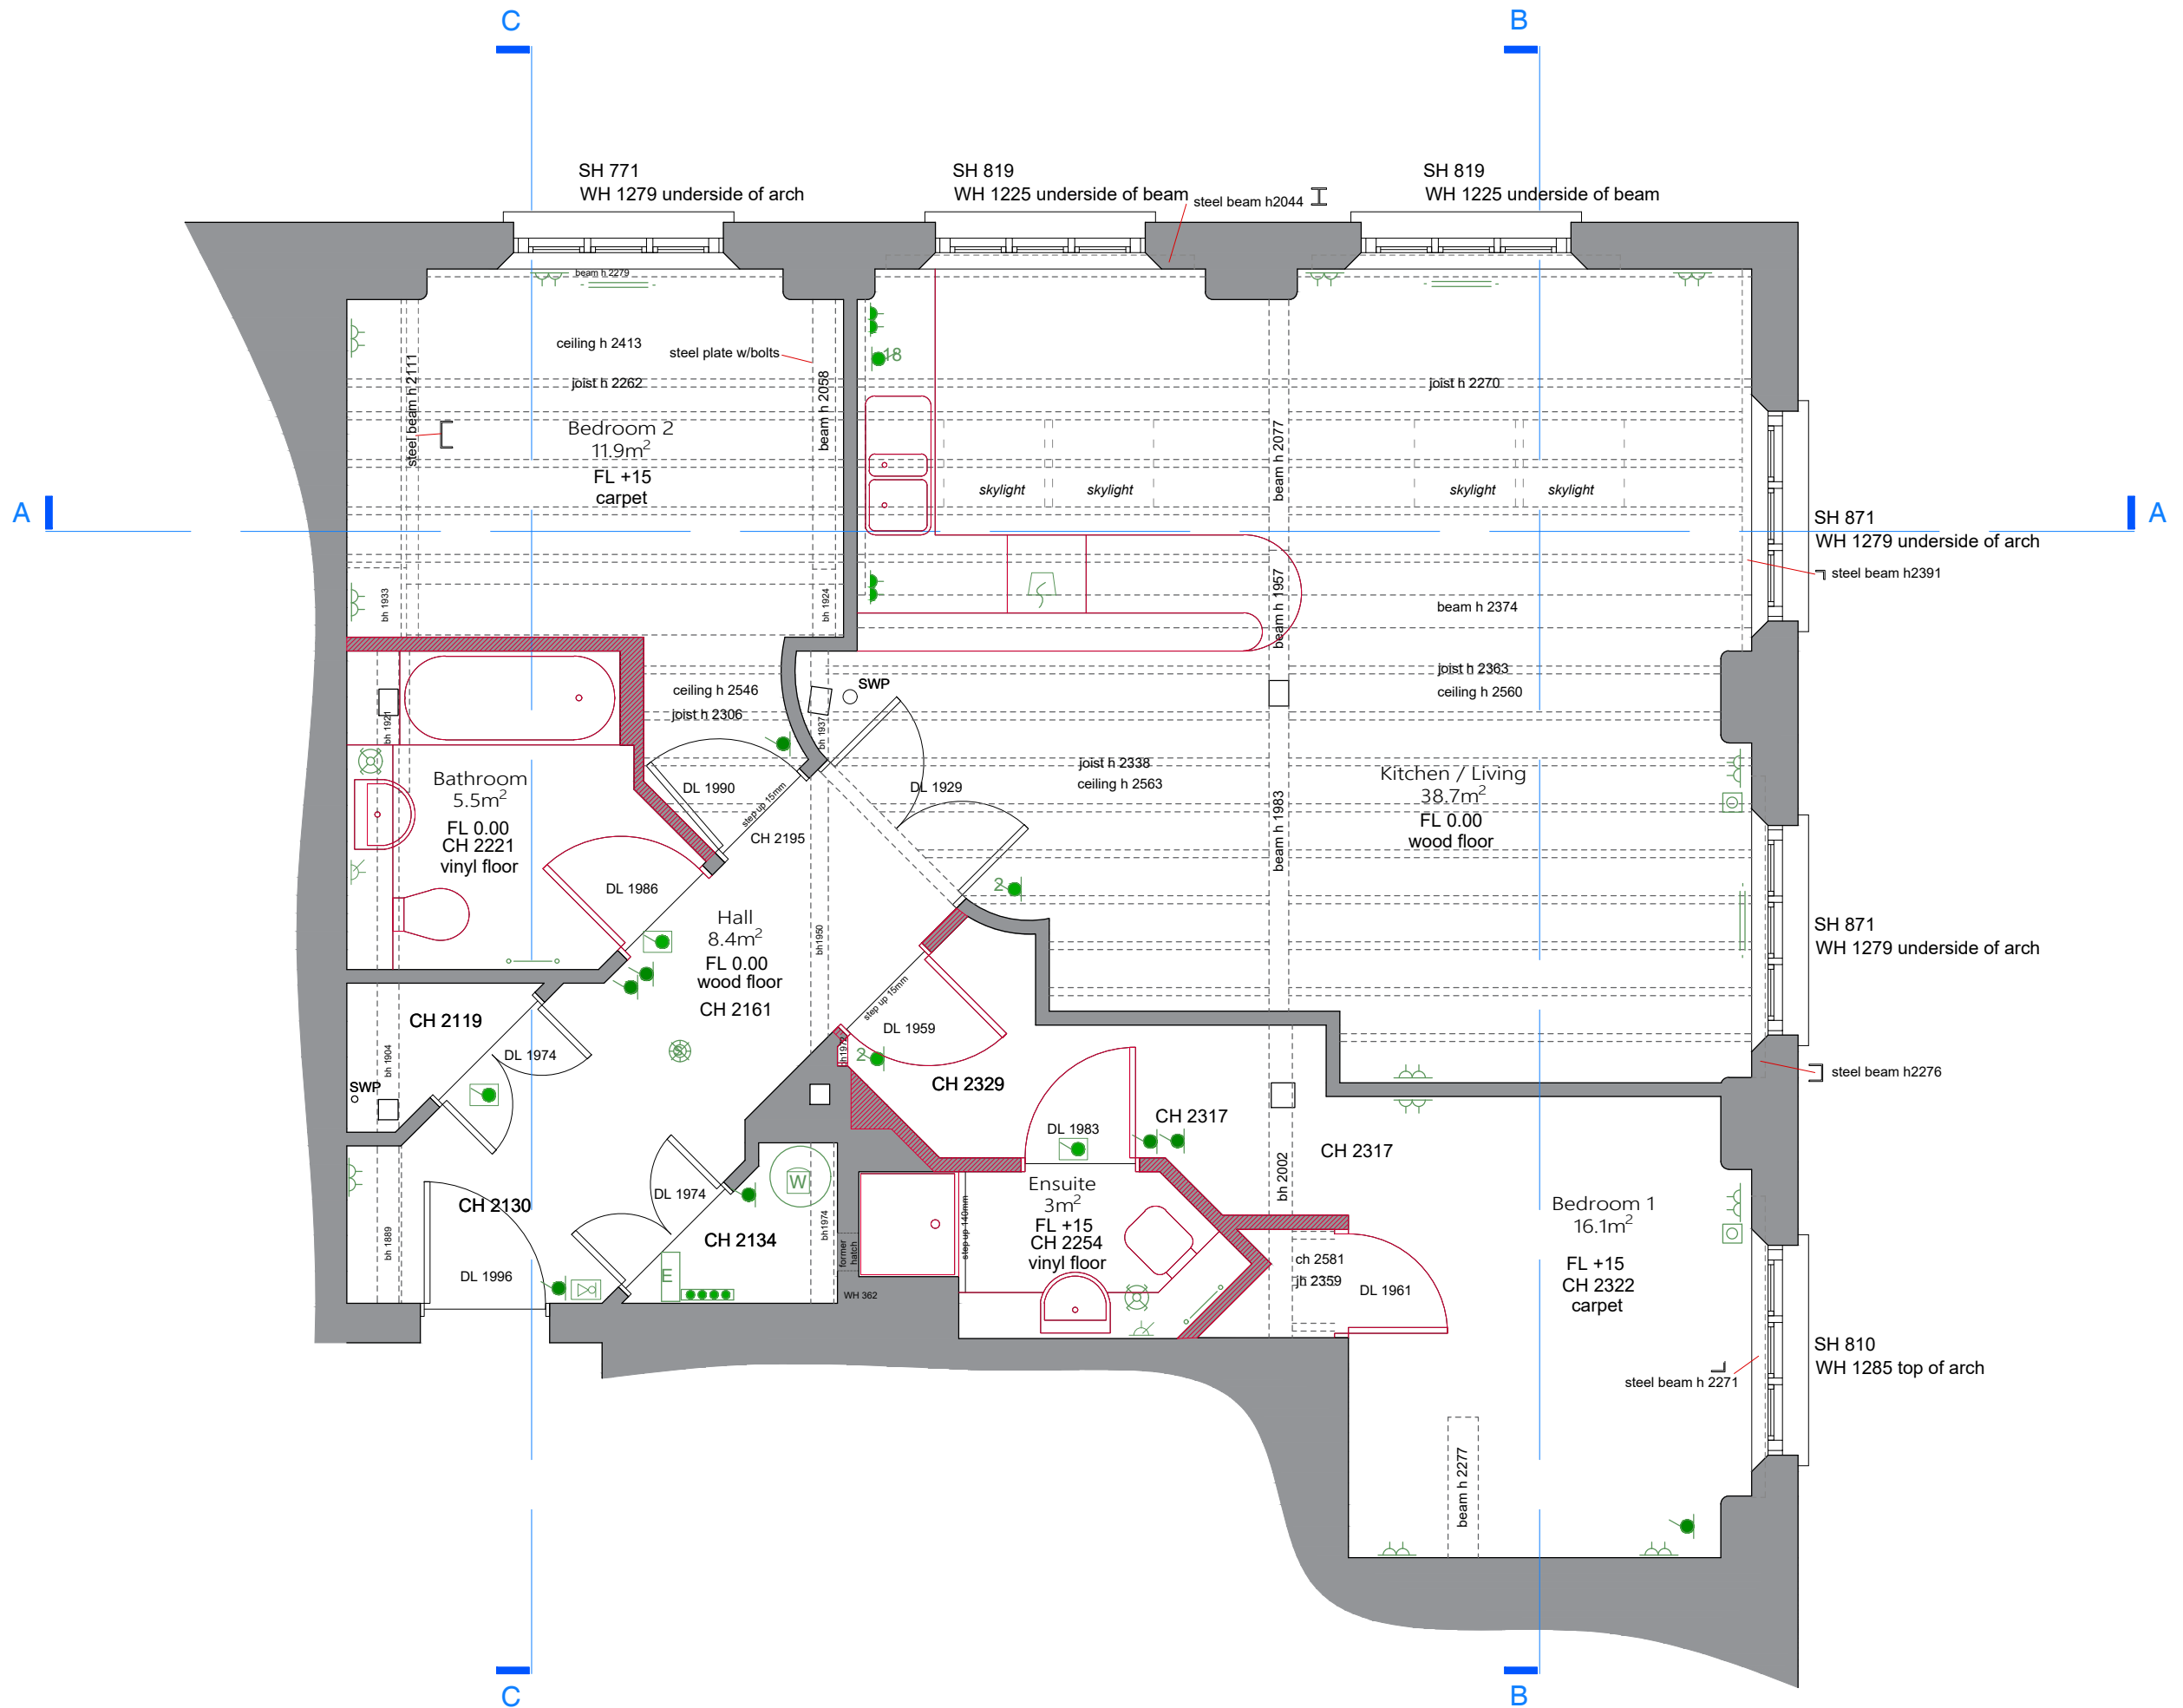 C
B
SH 771
WH 1279 underside of arch
SH 819
WH 1225 underside of beam
steel beam h2044
SH 819
WH 1225 underside of beam
beam h 2279
ceiling h 2413
steel plate w/bolts
18
joist h 2262
joist h 2270
steel beam h 2111
beam h 2058
Bedroom 2
11.9m²
FL +15
carpet
beam h 2077
skylight
skylight
skylight
skylight
A
A
SH 871
WH 1279 underside of arch
steel beam h2391
bh 1933
bh 1924
beam h 1957
beam h 2374
joist h 2363
ceiling h 2560
ceiling h 2546
joist h 2306
SWP
bh 1921
bh 1937
Bathroom
5.5m²
FL 0.00
CH 2221
vinyl floor
DL 1990
step up 15mm
CH 2195
DL 1929
joist h 2338
ceiling h 2563
beam h 1983
Kitchen / Living
38.7m²
FL 0.00
wood floor
DL 1986
2
Hall
8.4m²
FL 0.00
wood floor
CH 2161
bh1950
SH 871
WH 1279 underside of arch
CH 2119
DL 1974
bh 1904
SWP
step up 15mm
DL 1959
2
CH 2329
steel beam h2276
DL 1983
CH 2317
CH 2317
bh 2002
CH 2130
bh 1889
DL 1996
DL 1974
W
CH 2134
E
bh1974
former
hatch
WH 362
step up 140mm
Ensuite
3m²
FL +15
CH 2254
vinyl floor
ch 2581
jh 2359
DL 1961
Bedroom 1
16.1m²
FL +15
CH 2322
carpet
SH 810
WH 1285 top of arch
steel beam h 2271
beam h 2277
C
B